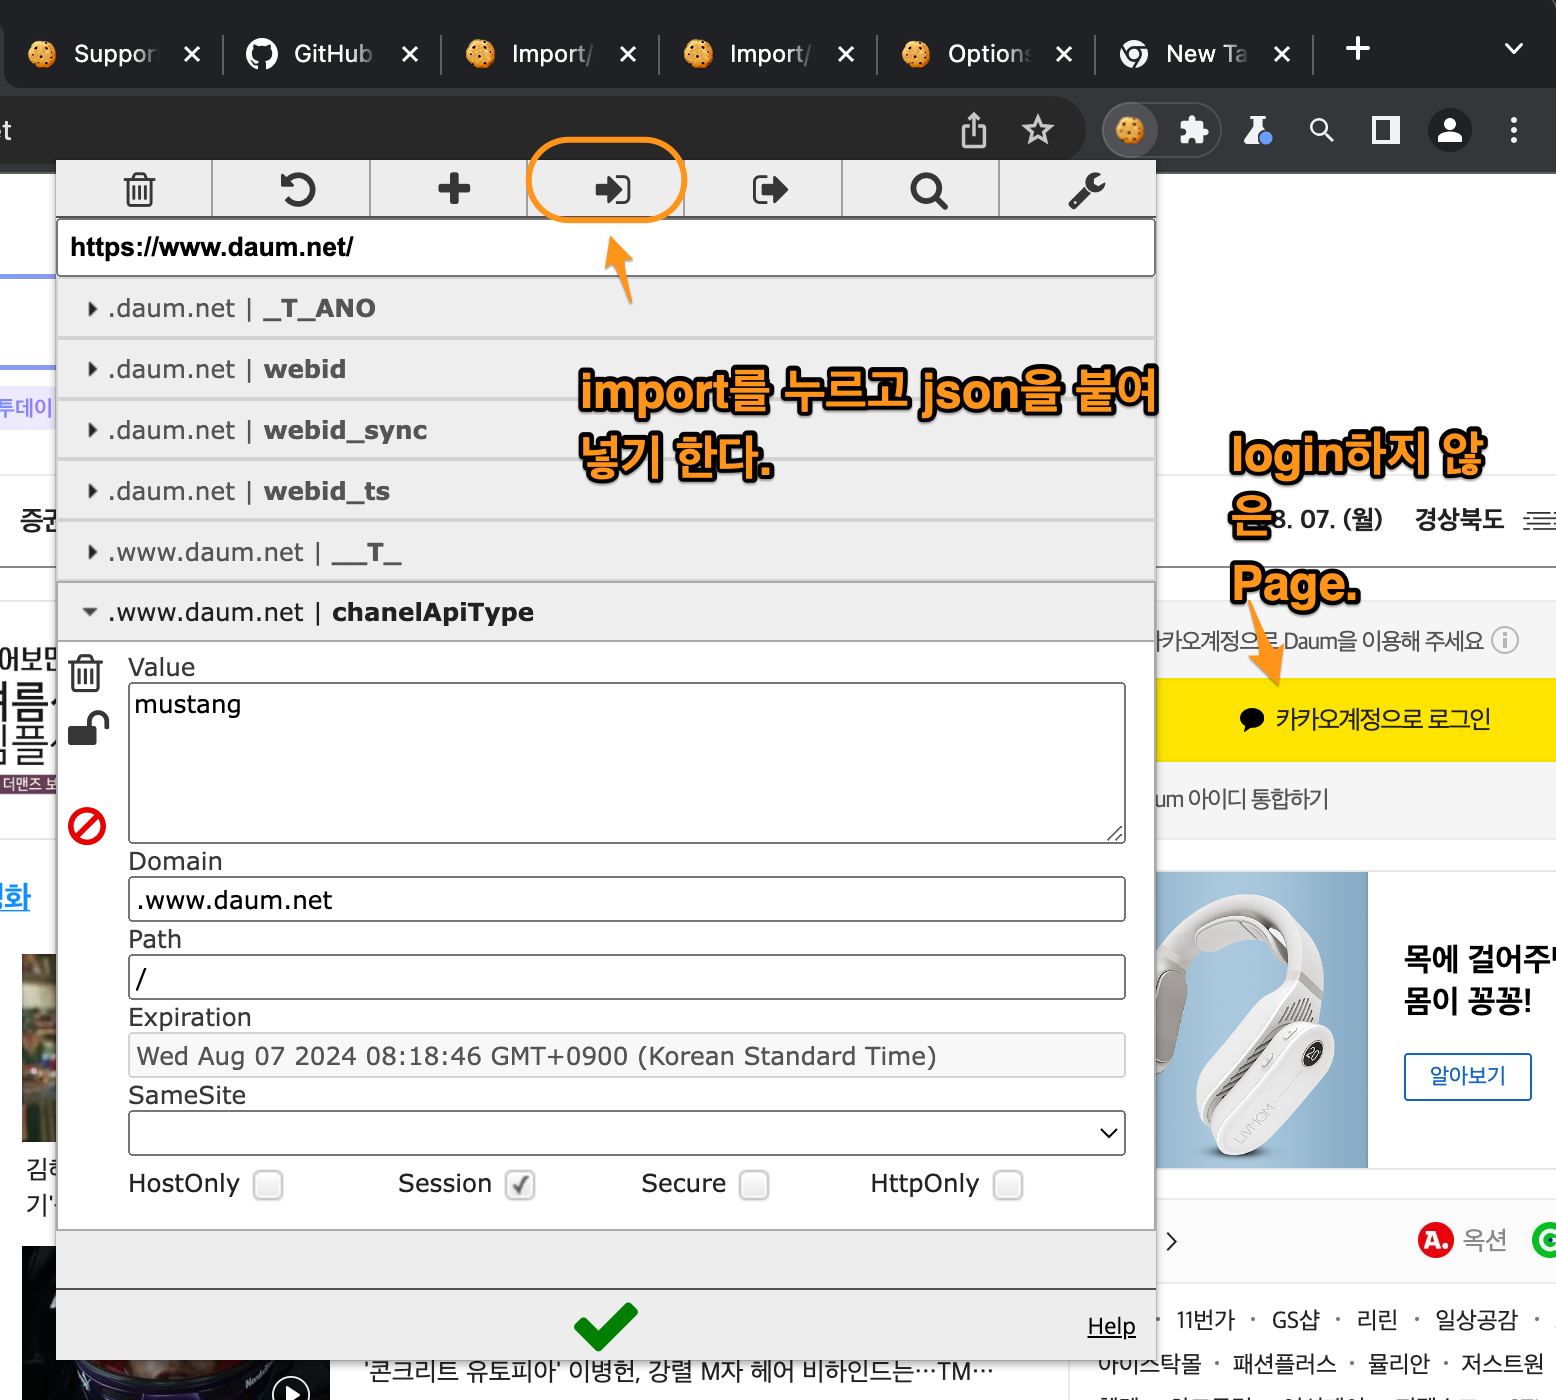 Support
GitHub
Import/
Import/
Options
New Ta
et
https://www.daum.net/
.daum.net | _T_ANO
.daum.net | webid
.daum.net | webid_sync
.daum.net | webid_ts
.www.daum.net | __T_
.www.daum.net | chanelApiType
import를 누르고 json을 붙여
넣기 한다.
login하지 않
은
Page.
투데이
증권
8. 07. (월) 경상북도
카카오계정으로 Daum을 이용해 주세요
카카오계정으로 로그인
um 아이디 통합하기
Value
mustang
Domain
.www.daum.net
Path
/
Expiration
Wed Aug 07 2024 08:18:46 GMT+0900 (Korean Standard Time)
SameSite
HostOnly Session Secure HttpOnly
Help
더맨즈
목에 걸어주
몸이 꽁꽁!
알아보기
LIVMOM
20
A. 옥션
11번가 · GS샵 · 리린 · 일상공감 ·
아이스탁몰 · 패션플러스 · 뮬리안 · 저스트원
'콘크리트 유토피아' 이병헌, 강렬 M자 헤어 비하인드는…TM…